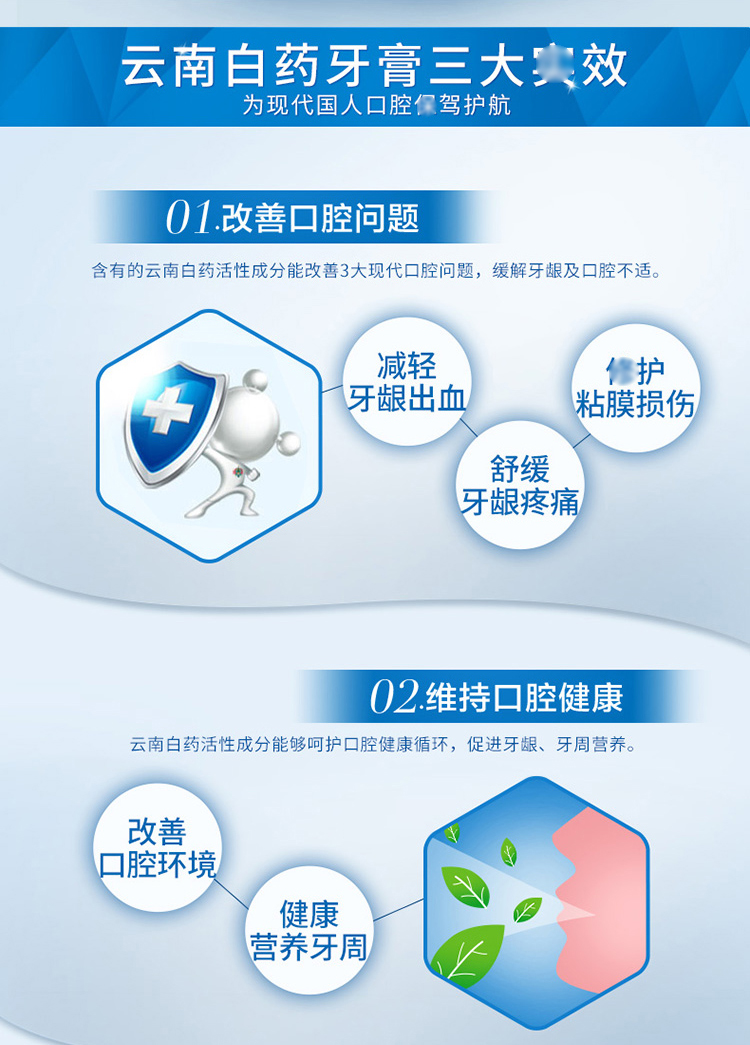 云南白药牙膏三大效
为现代国人口腔驾护航
01.改善口腔问题
含有的云南白药活性成分能改善3大现代口腔问题，缓解牙龈及口腔不适。
减轻
牙龈出血
护
粘膜损伤
舒缓
牙龈疼痛
02.维持口腔健康
云南白药活性成分能够呵护口腔健康循环，促进牙龈、牙周营养。
改善
口腔环境
健康
营养牙周